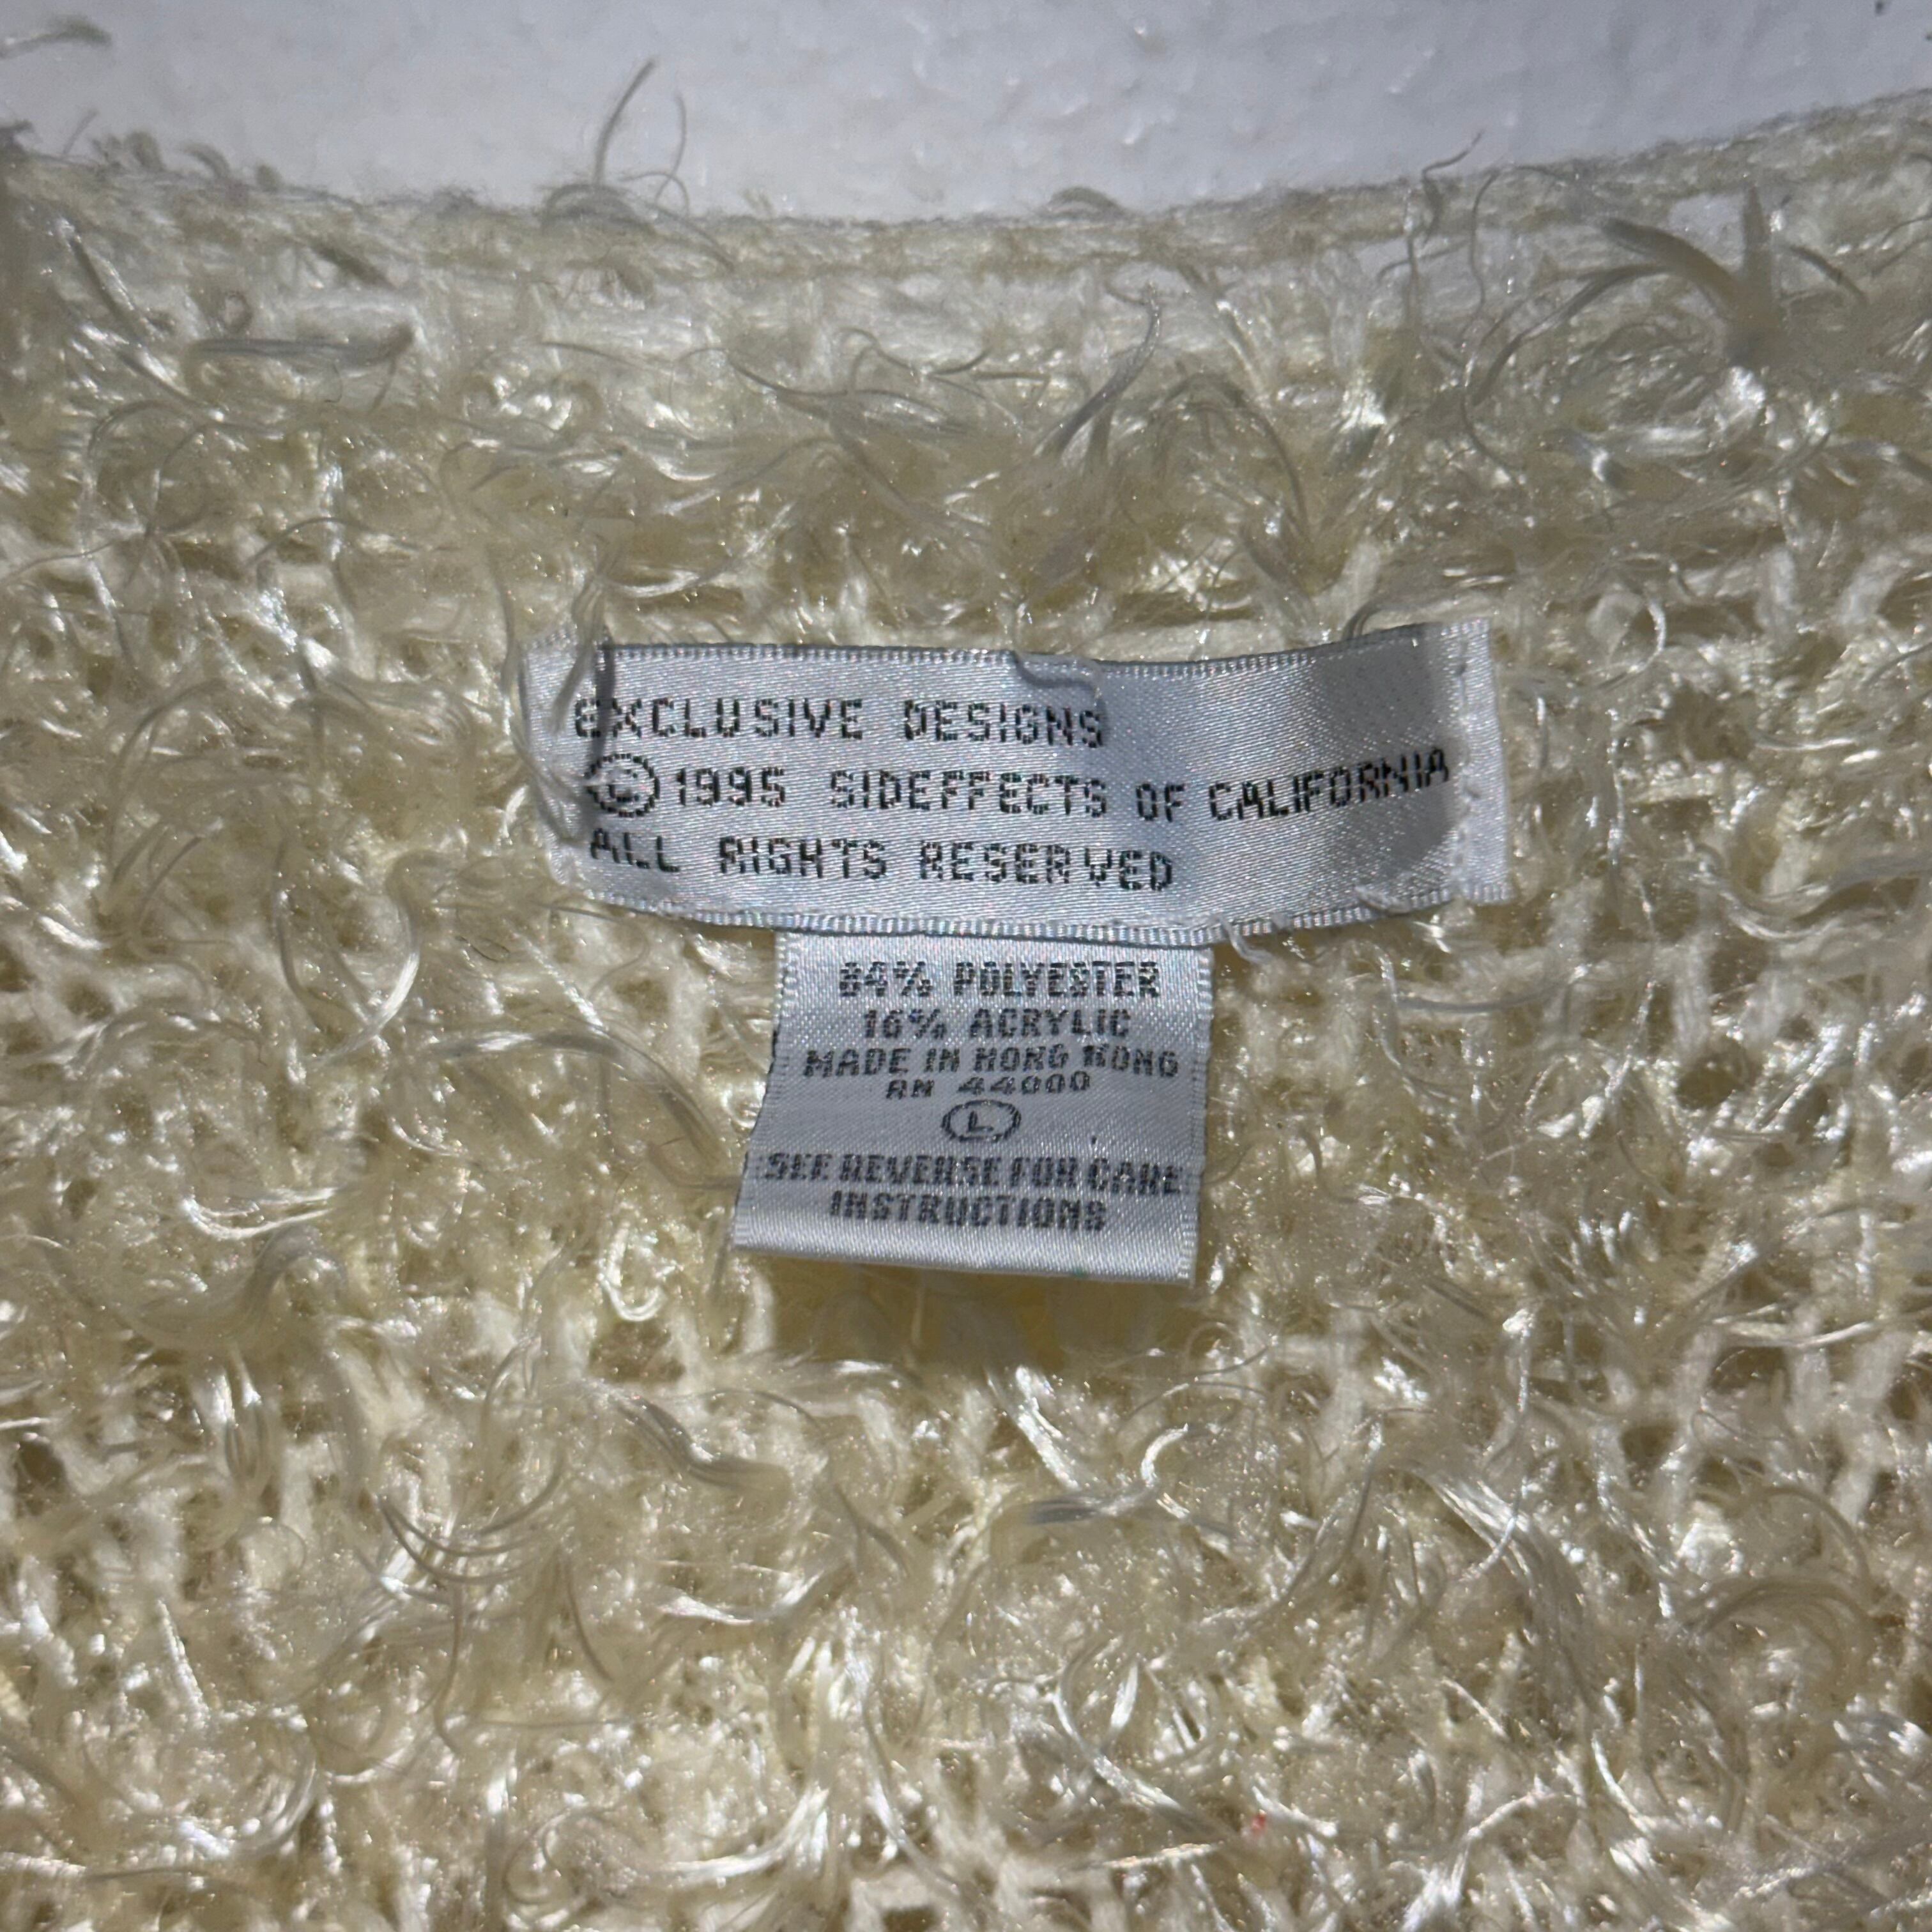 EXCLUSIVE DESIGNS
© 1995 SIDEFFECTS OF CALIFORNIA
ALL RIGHTS RESERVED
84% POLYESTER
16% ACRYLIC
MADE IN HONG KONG
RN 44000
L
SEE REVERSE FOR CARE
INSTRUCTIONS